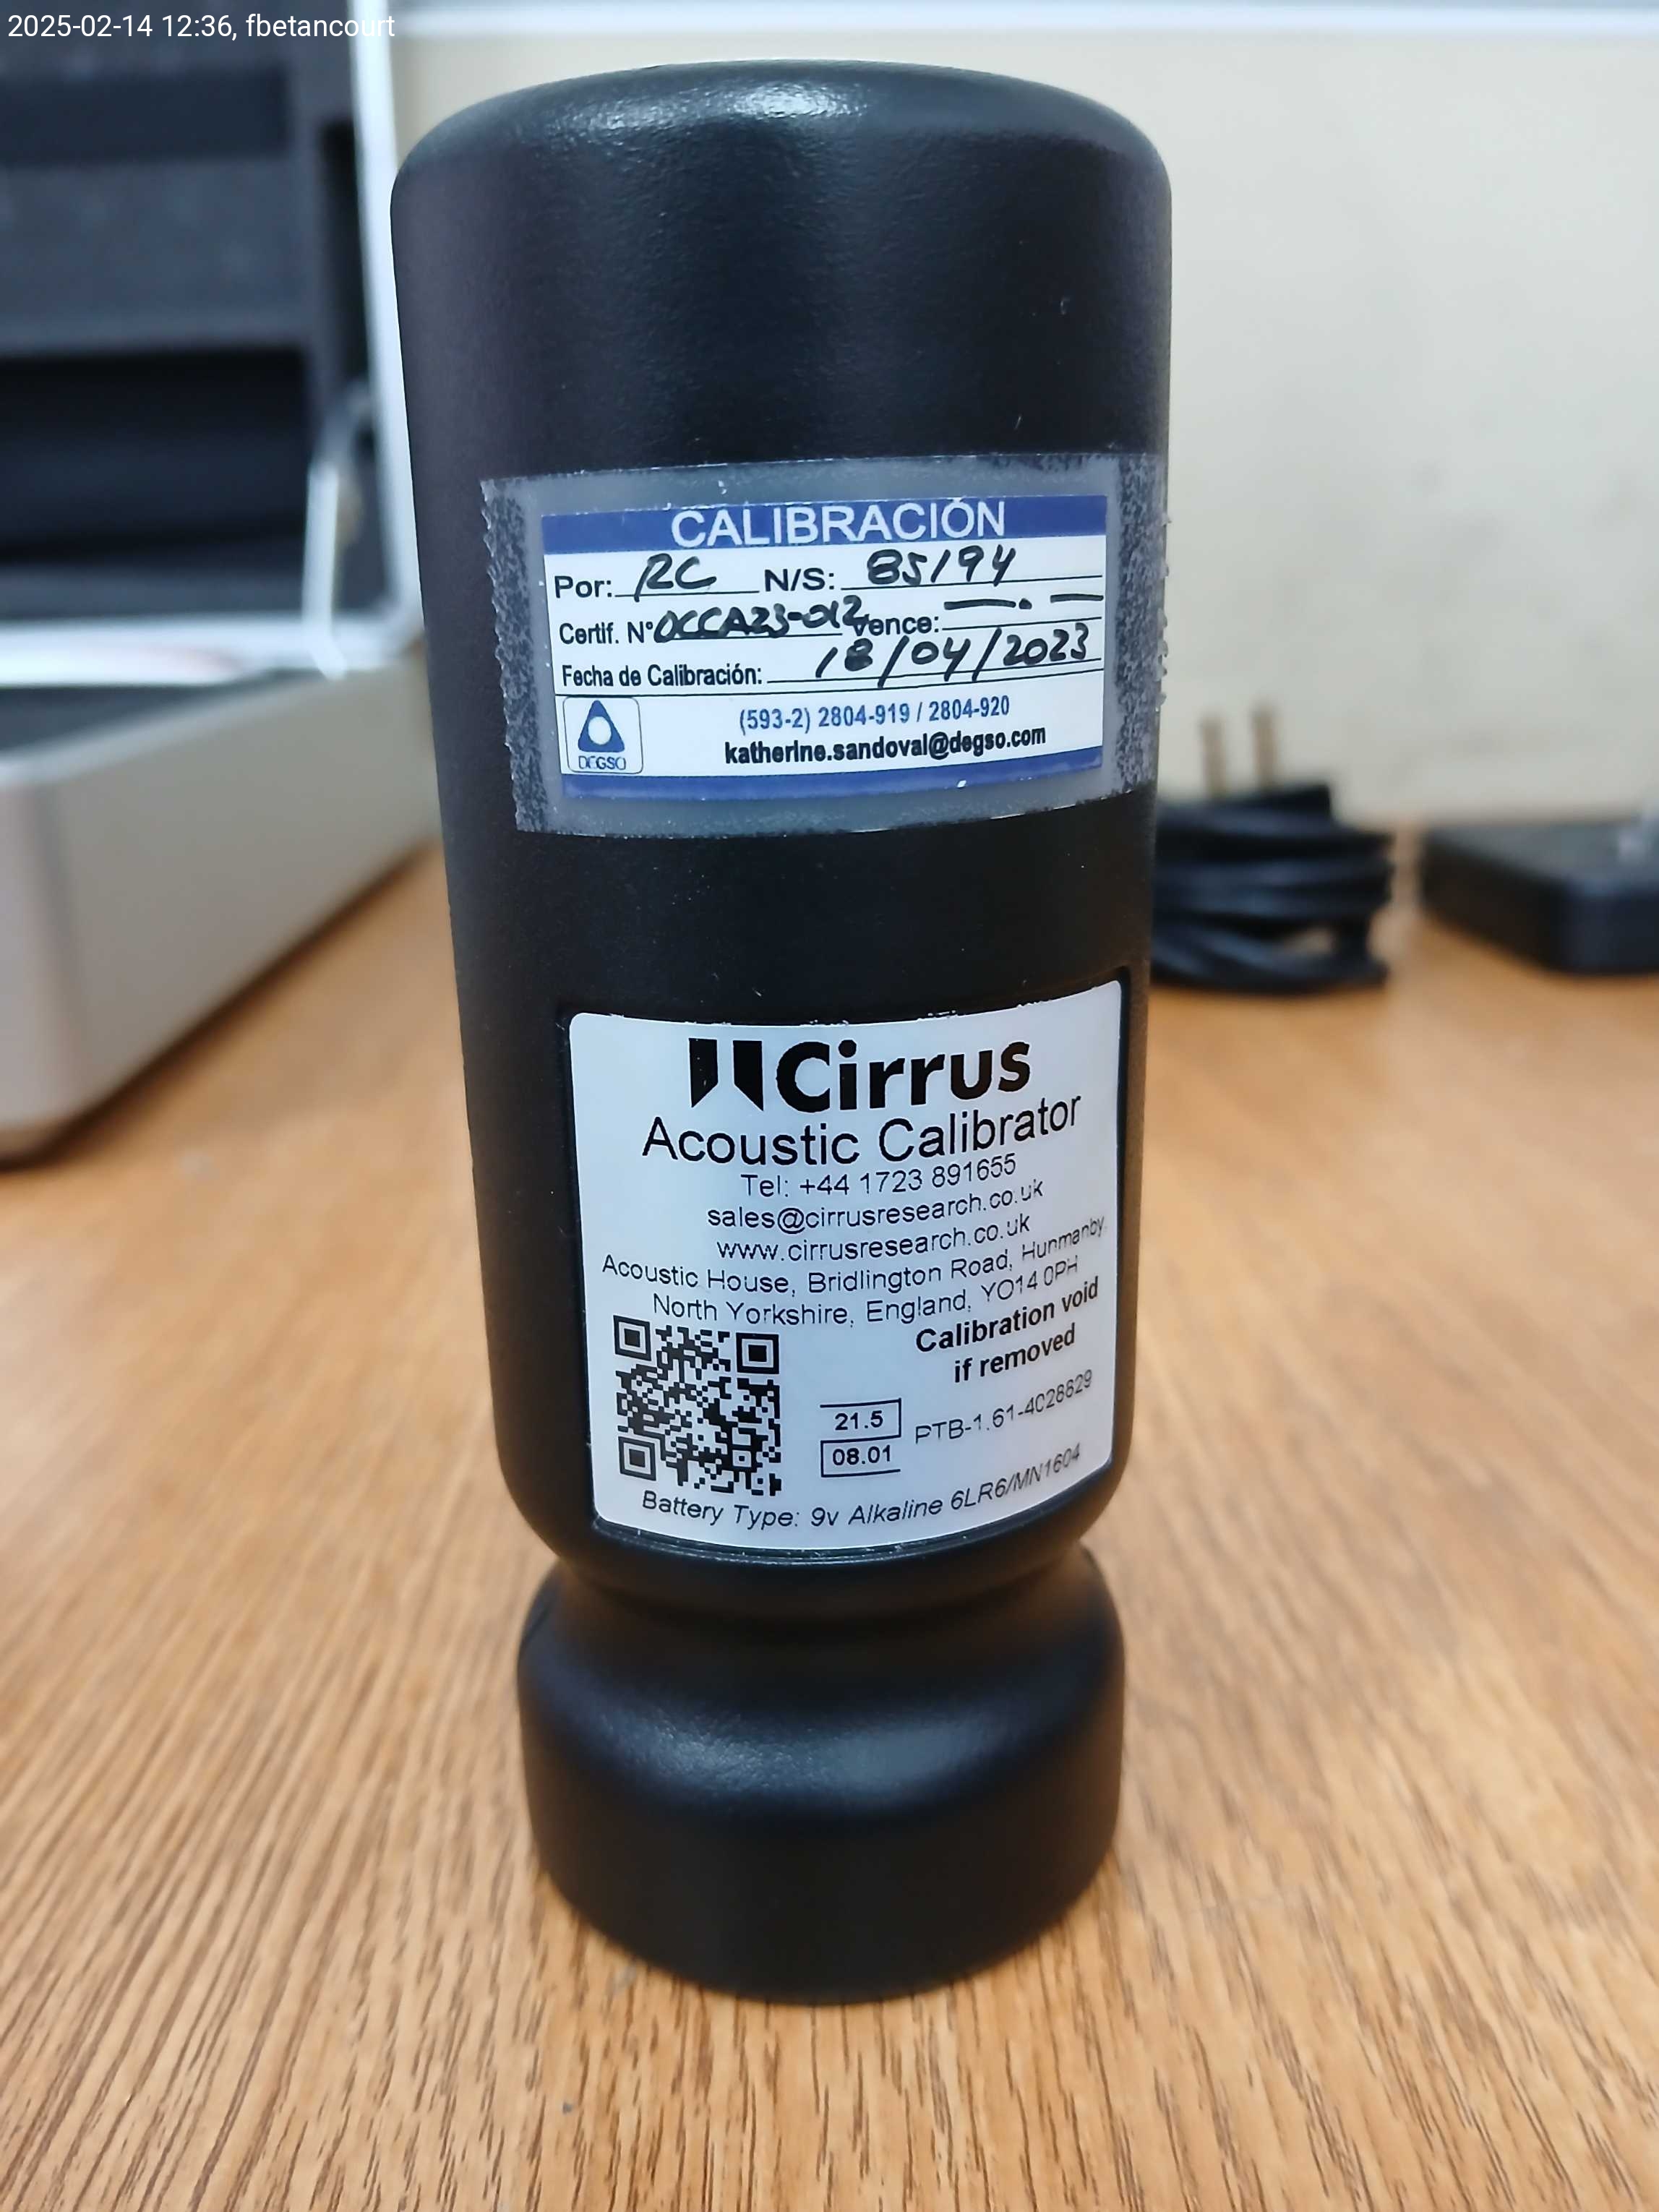 2025-02-14 12:36, fbetancourt
CALIBRACIÓN
Por: RC N/S: 85194
Certif. N° OCCA23-012 Vence: —.—
Fecha de Calibración: 18/04/2023
(593-2) 2804-919 / 2804-920
katherine.sandoval@degso.com
DEGSO
Cirrus
Acoustic Calibrator
Tel: +44 1723 891655
sales@cirrusresearch.co.uk
www.cirrusresearch.co.uk
Acoustic House, Bridlington Road, Hunmanby,
North Yorkshire, England, YO14 0PH
Calibration void
if removed
21.5
08.01
PTB-1.61-4028829
Battery Type: 9v Alkaline 6LR6/MN1604